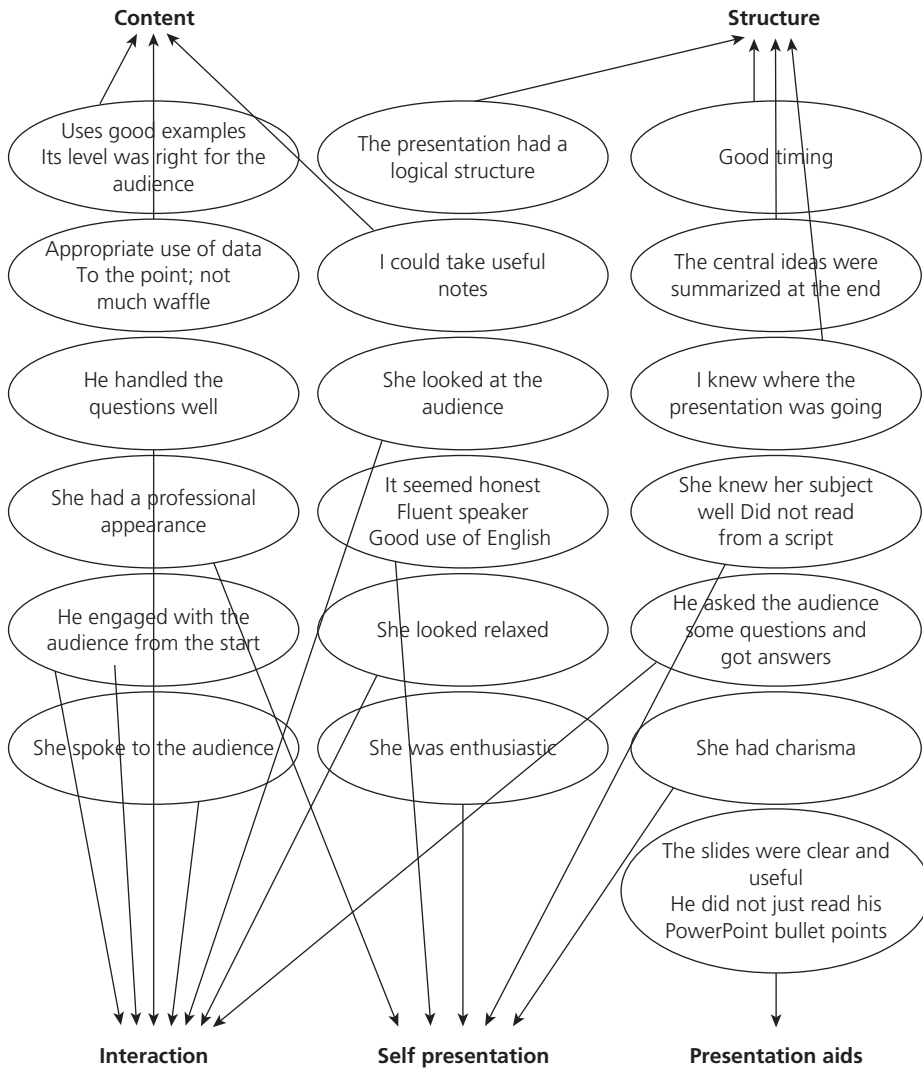 Content
Structure
Uses good examples
Its level was right for the
audience
The presentation had a
logical structure
Good timing
Appropriate use of data
To the point; not
much waffle
I could take useful
notes
The central ideas were
summarized at the end
He handled the
questions well
She looked at the
audience
I knew where the
presentation was going
She had a professional
appearance
It seemed honest
Fluent speaker
Good use of English
She knew her subject
well Did not read
from a script
He engaged with the
audience from the start
She looked relaxed
He asked the audience
some questions and
got answers
She spoke to the audience
She was enthusiastic
She had charisma
The slides were clear and
useful
He did not just read his
PowerPoint bullet points
Interaction
Self presentation
Presentation aids